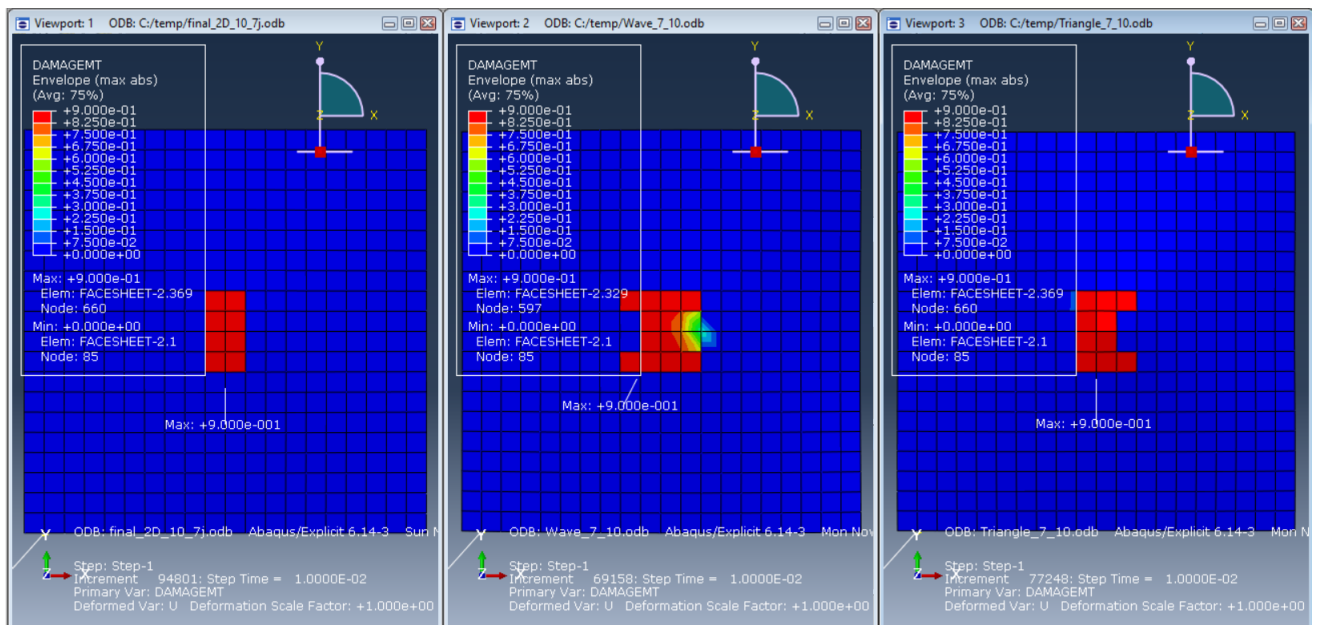 Viewport: 1 ODB: C:/temp/final_2D_10_7j.odb
DAMAGEMT
Envelope (max abs)
(Avg: 75%)
+9.000e-01
+8.250e-01
+7.500e-01
+6.750e-01
+6.000e-01
+5.250e-01
+4.500e-01
+3.750e-01
+3.000e-01
+2.250e-01
+1.500e-01
+7.500e-02
+0.000e+00
Max: +9.000e-01
Elem: FACESHEET-2.369
Node: 660
Min: +0.000e+00
Elem: FACESHEET-2.1
Node: 85
Y
Z
X
Max: +9.000e-001
Y
ODB: final_2D_10_7j.odb Abaqus/Explicit 6.14-3 Sun N
Z
X
Step: Step-1
Increment 94801: Step Time = 1.0000E-02
Primary Var: DAMAGEMT
Deformed Var: U Deformation Scale Factor: +1.000e+00
Viewport: 2 ODB: C:/temp/Wave_7_10.odb
DAMAGEMT
Envelope (max abs)
(Avg: 75%)
+9.000e-01
+8.250e-01
+7.500e-01
+6.750e-01
+6.000e-01
+5.250e-01
+4.500e-01
+3.750e-01
+3.000e-01
+2.250e-01
+1.500e-01
+7.500e-02
+0.000e+00
Max: +9.000e-01
Elem: FACESHEET-2.329
Node: 597
Min: +0.000e+00
Elem: FACESHEET-2.1
Node: 85
Y
Z
X
Max: +9.000e-001
Y
ODB: Wave_7_10.odb Abaqus/Explicit 6.14-3 Mon Nov
Z
X
Step: Step-1
Increment 69158: Step Time = 1.0000E-02
Primary Var: DAMAGEMT
Deformed Var: U Deformation Scale Factor: +1.000e+00
Viewport: 3 ODB: C:/temp/Triangle_7_10.odb
DAMAGEMT
Envelope (max abs)
(Avg: 75%)
+9.000e-01
+8.250e-01
+7.500e-01
+6.750e-01
+6.000e-01
+5.250e-01
+4.500e-01
+3.750e-01
+3.000e-01
+2.250e-01
+1.500e-01
+7.500e-02
+0.000e+00
Max: +9.000e-01
Elem: FACESHEET-2.369
Node: 660
Min: +0.000e+00
Elem: FACESHEET-2.1
Node: 85
Y
Z
X
Max: +9.000e-001
Y
ODB: Triangle_7_10.odb Abaqus/Explicit 6.14-3 Mon N
Z
X
Step: Step-1
Increment 77248: Step Time = 1.0000E-02
Primary Var: DAMAGEMT
Deformed Var: U Deformation Scale Factor: +1.000e+00